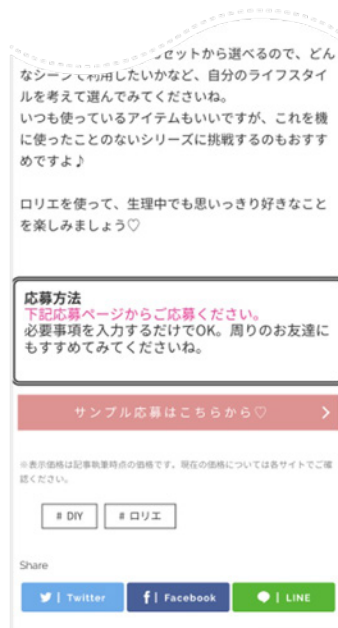 セットから選べるので、どん
なシーンで利用したいかなど、自分のライフスタイ
ルを考えて選んでみてくださいね。
いつも使っているアイテムもいいですが、これを機
に使ったことのないシリーズに挑戦するのもおすす
めですよ♪
ロリエを使って、生理中でも思いっきり好きなこと
を楽しみましょう♡
応募方法
下記応募ページからご応募ください。
必要事項を入力するだけでOK。周りのお友達に
もすすめてみてくださいね。
サンプル応募はこちらから♡
※表示価格は記事執筆時点の価格です。現在の価格については各サイトでご確
認ください。
# DIY # ロリエ
Share
| Twitter f | Facebook | LINE